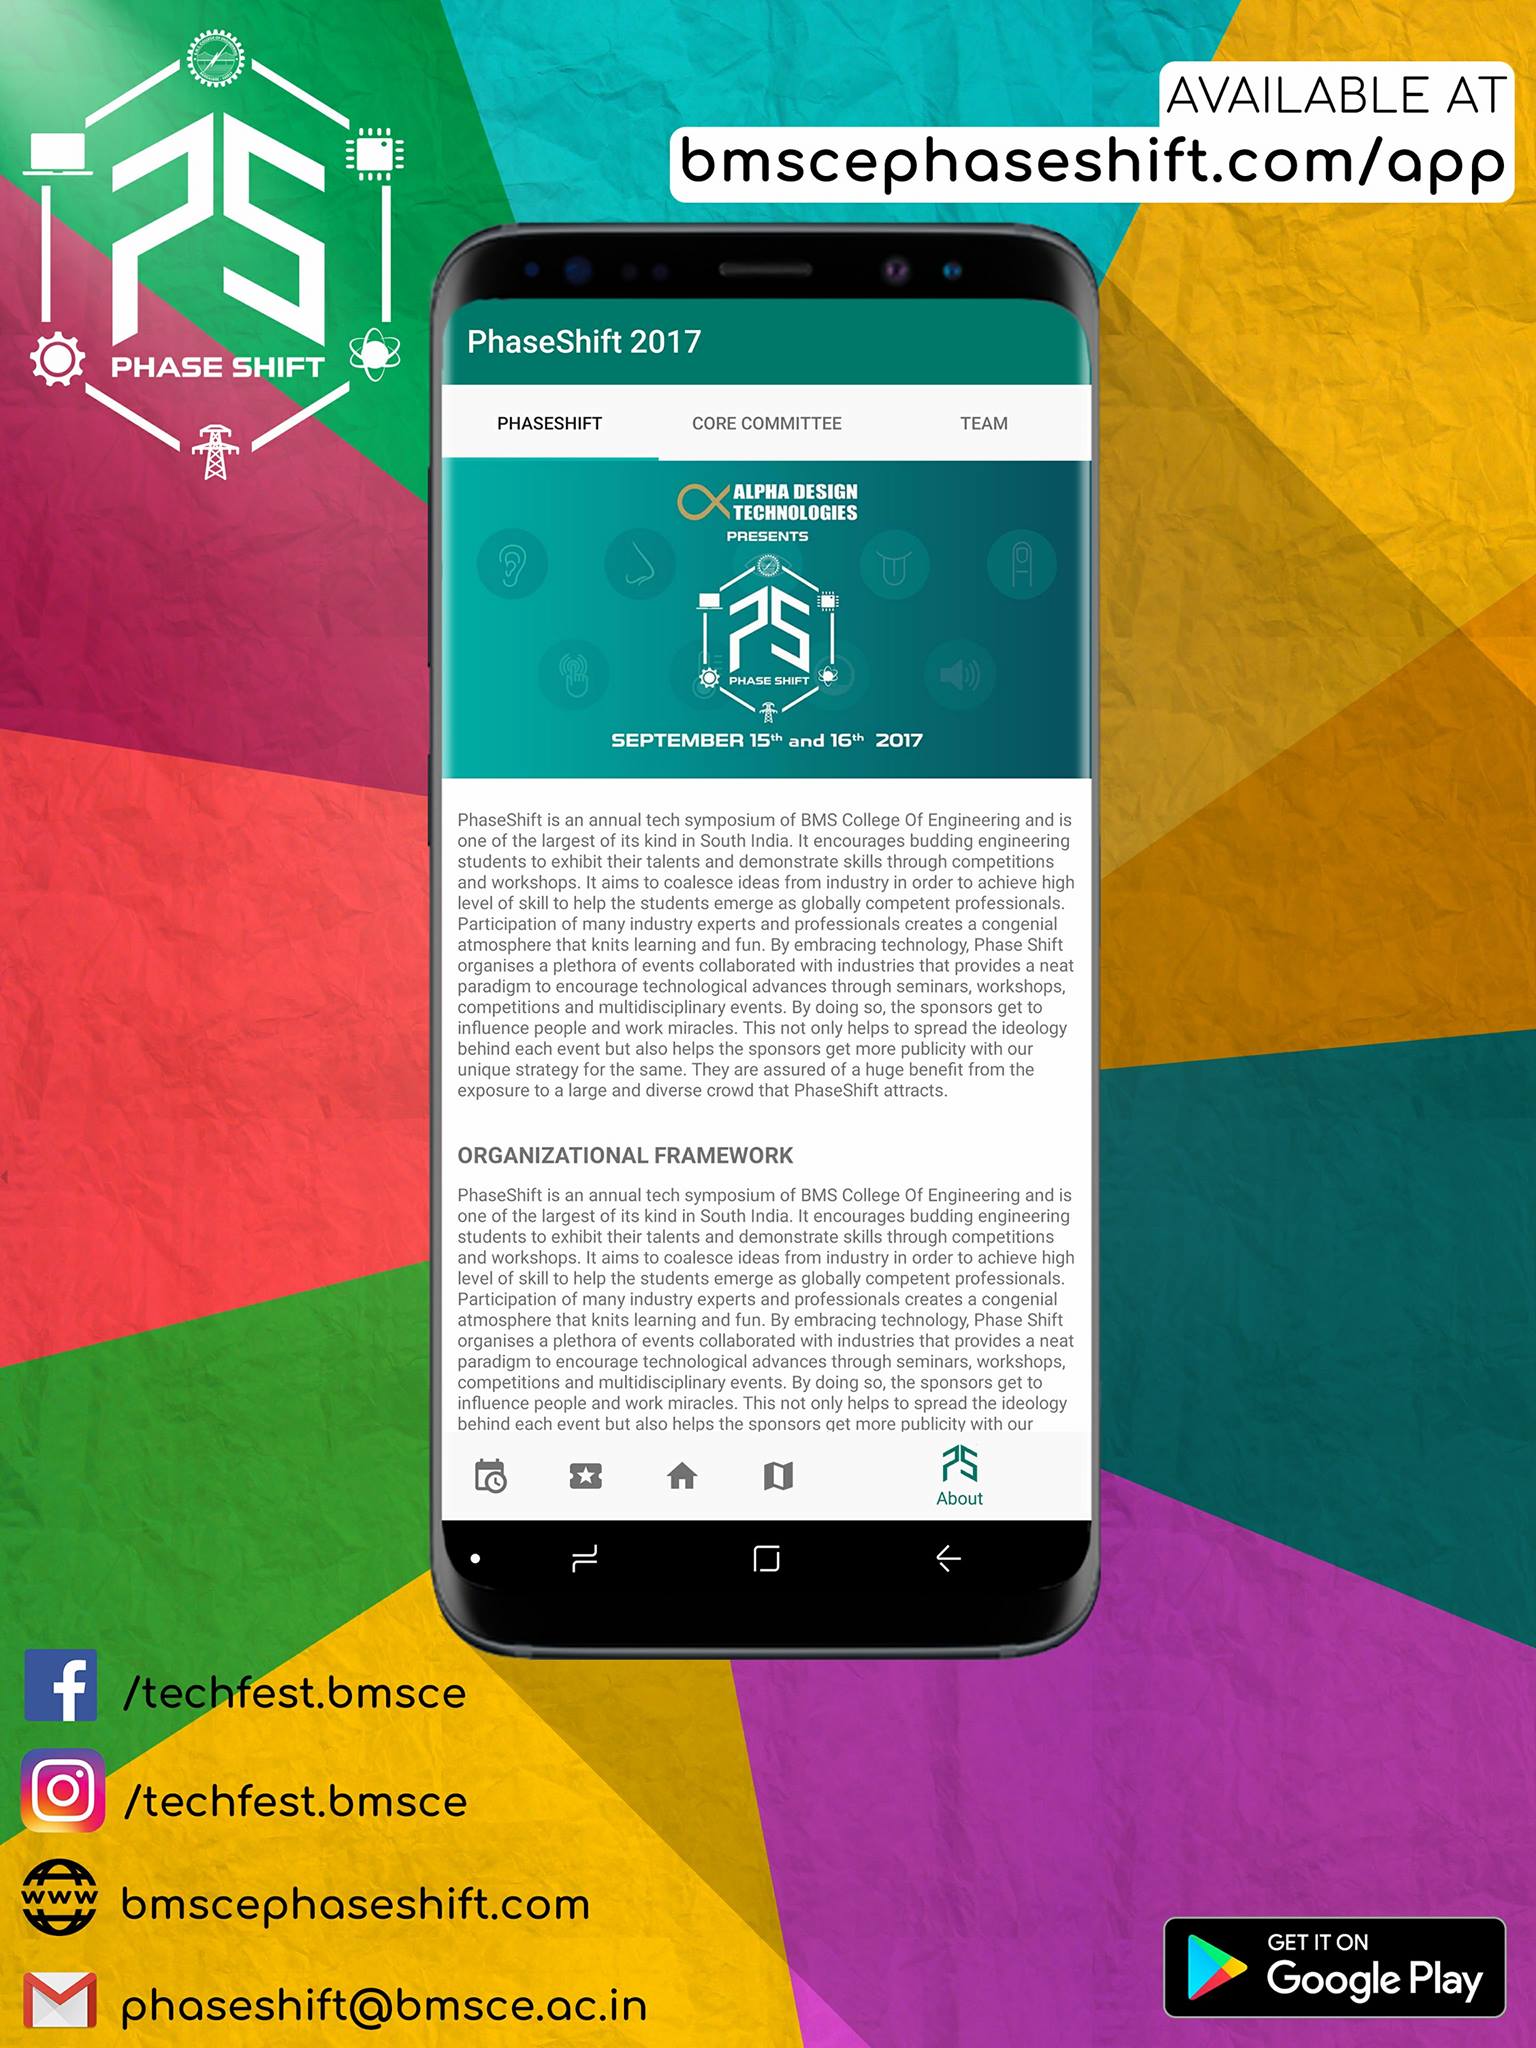 PHASE SHIFT
AVAILABLE AT
bmscephaseshift.com/app
PhaseShift 2017
PHASESHIFT
CORE COMMITTEE
TEAM
ALPHA DESIGN
TECHNOLOGIES
PRESENTS
PS
PHASE SHIFT
SEPTEMBER 15th and 16th 2017
PhaseShift is an annual tech symposium of BMS College Of Engineering and is
one of the largest of its kind in South India. It encourages budding engineering
students to exhibit their talents and demonstrate skills through competitions
and workshops. It aims to coalesce ideas from industry in order to achieve high
level of skill to help the students emerge as globally competent professionals.
Participation of many industry experts and professionals creates a congenial
atmosphere that knits learning and fun. By embracing technology, Phase Shift
organises a plethora of events collaborated with industries that provides a neat
paradigm to encourage technological advances through seminars, workshops,
competitions and multidisciplinary events. By doing so, the sponsors get to
influence people and work miracles. This not only helps to spread the ideology
behind each event but also helps the sponsors get more publicity with our
unique strategy for the same. They are assured of a huge benefit from the
exposure to a large and diverse crowd that PhaseShift attracts.
ORGANIZATIONAL FRAMEWORK
PhaseShift is an annual tech symposium of BMS College Of Engineering and is
one of the largest of its kind in South India. It encourages budding engineering
students to exhibit their talents and demonstrate skills through competitions
and workshops. It aims to coalesce ideas from industry in order to achieve high
level of skill to help the students emerge as globally competent professionals.
Participation of many industry experts and professionals creates a congenial
atmosphere that knits learning and fun. By embracing technology, Phase Shift
organises a plethora of events collaborated with industries that provides a neat
paradigm to encourage technological advances through seminars, workshops,
competitions and multidisciplinary events. By doing so, the sponsors get to
influence people and work miracles. This not only helps to spread the ideology
behind each event but also helps the sponsors get more publicity with our
About
/techfest.bmsce
/techfest.bmsce
www
bmscephaseshift.com
phaseshift@bmsce.ac.in
GET IT ON
Google Play